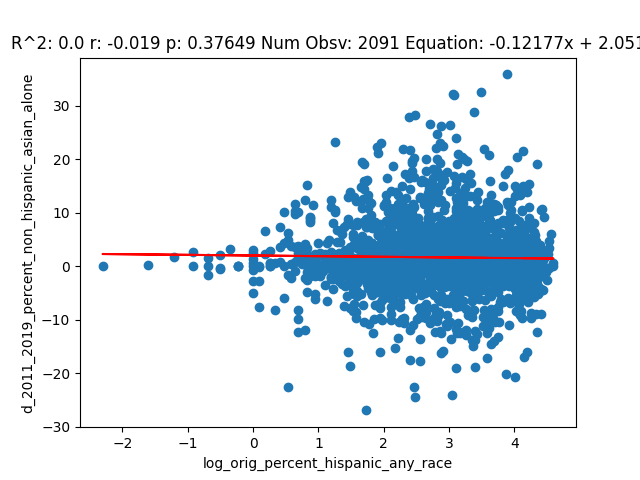 R^2: 0.0 r: -0.019 p: 0.37649 Num Obsv: 2091 Equation: -0.12177x + 2.051
d_2011_2019_percent_non_hispanic_asian_alone
30
20
10
0
−10
−20
−30
−2 −1 0 1 2 3 4
log_orig_percent_hispanic_any_race